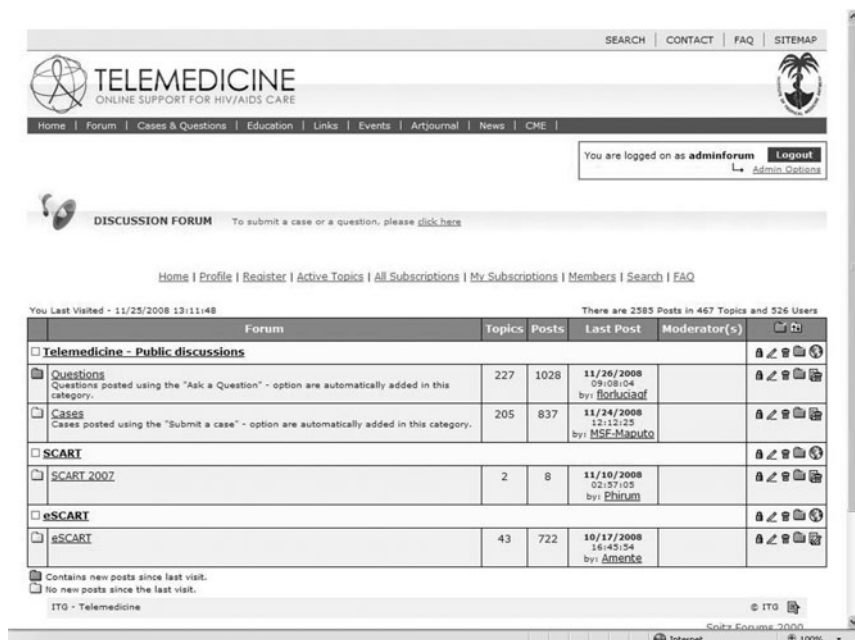 SEARCH | CONTACT | FAQ | SITEMAP
TELEMEDICINE
ONLINE SUPPORT FOR HIV/AIDS CARE
Home | Forum | Cases & Questions | Education | Links | Events | Artjournal | News | CME |
You are logged on as adminforum Logout
Admin Options
DISCUSSION FORUM To submit a case or a question, please click here
Home | Profile | Register | Active Topics | All Subscriptions | My Subscriptions | Members | Search | FAQ
You Last Visited - 11/25/2008 13:11:48 There are 2585 Posts in 467 Topics and 526 Users
Forum Topics Posts Last Post Moderator(s)
Telemedicine - Public discussions
Questions 227 1028 11/26/2008
Questions posted using the "Ask a Question" - option are automatically added in this 09:08:04
category. by: florluciaqf
Cases 205 837 11/24/2008
Cases posted using the "Submit a case" - option are automatically added in this category. 12:12:25
by: MSF-Maputo
SCART
SCART 2007 2 8 11/10/2008
02:57:05
by: Phirum
eSCART
eSCART 43 722 10/17/2008
16:45:54
by: Amente
Contains new posts since last visit.
No new posts since the last visit.
ITG - Telemedicine © ITG
Snitz Forums 2000
Internet 100%